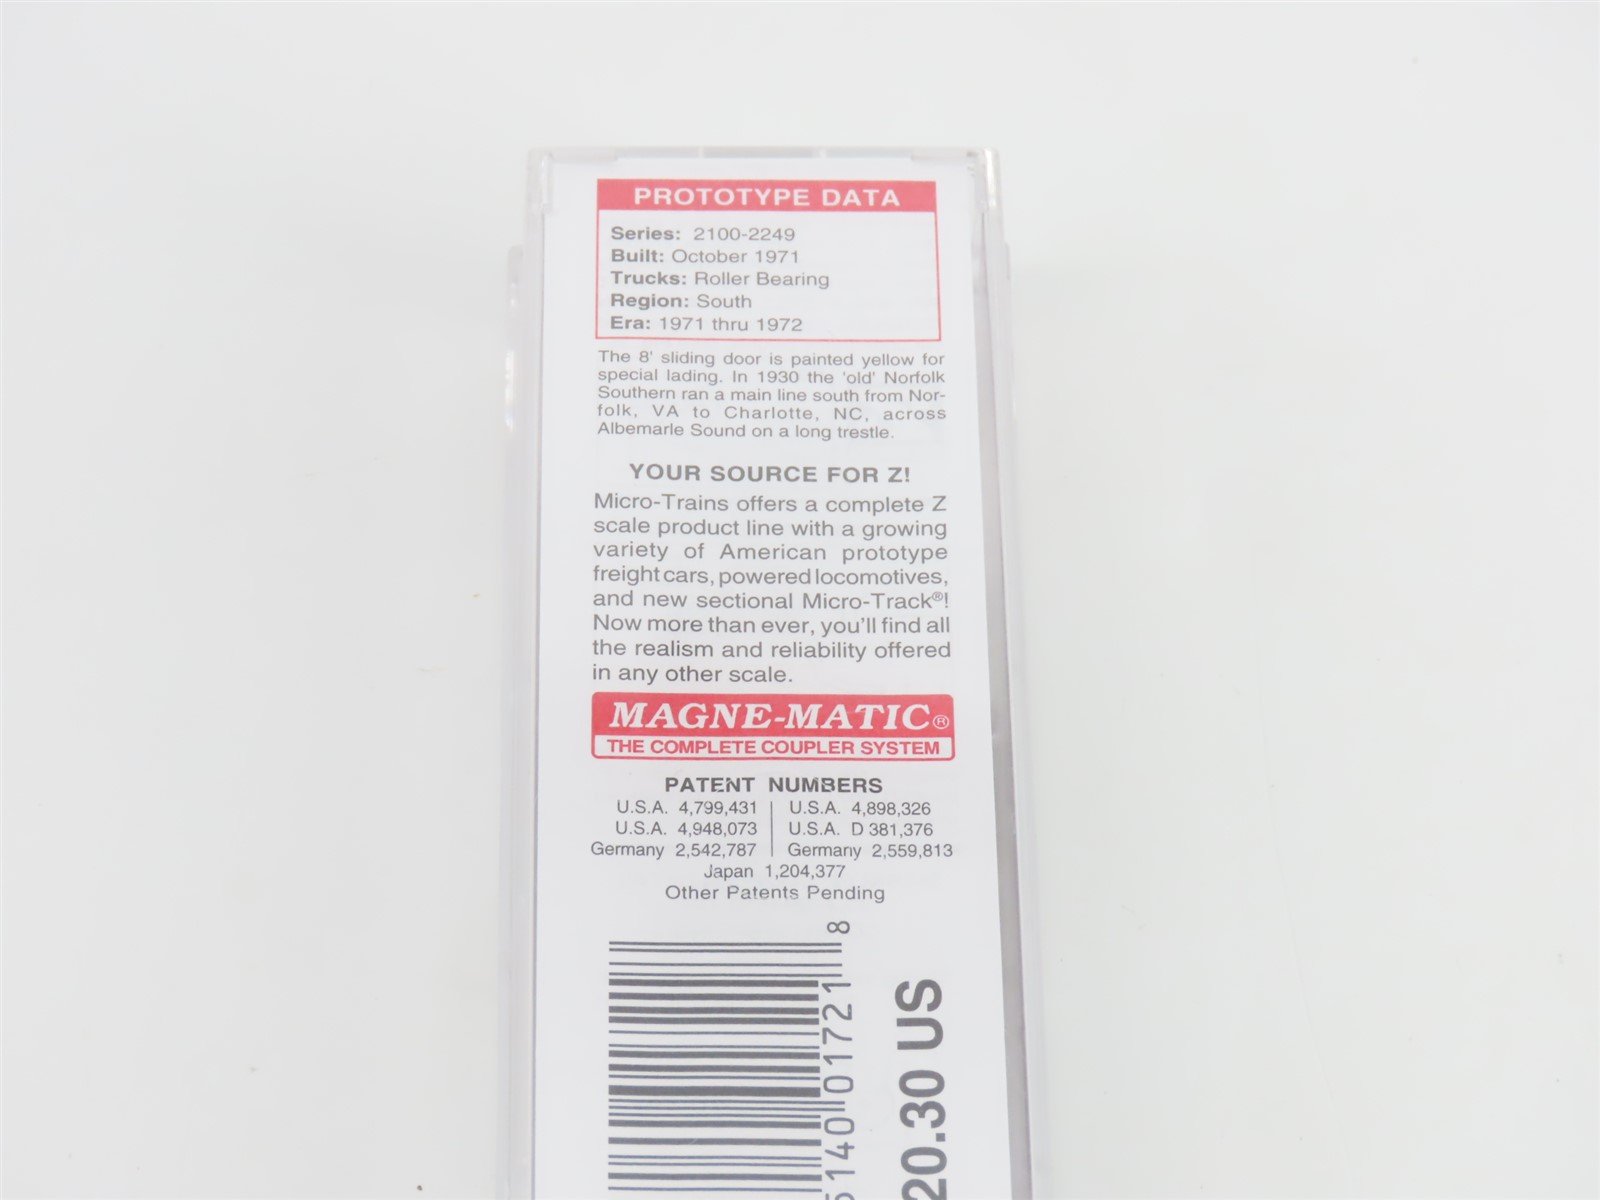 PROTOTYPE DATA
Series: 2100-2249
Built: October 1971
Trucks: Roller Bearing
Region: South
Era: 1971 thru 1972
The 8' sliding door is painted yellow for
special lading. In 1930 the 'old' Norfolk
Southern ran a main line south from Nor-
folk, VA to Charlotte, NC, across
Albemarle Sound on a long trestle.
YOUR SOURCE FOR Z!
Micro-Trains offers a complete Z
scale product line with a growing
variety of American prototype
freight cars, powered locomotives,
and new sectional Micro-Track®!
Now more than ever, you'll find all
the realism and reliability offered
in any other scale.
MAGNE-MATIC®
THE COMPLETE COUPLER SYSTEM
PATENT NUMBERS
U.S.A. 4,799,431 | U.S.A. 4,898,326
U.S.A. 4,948,073 | U.S.A. D 381,376
Germany 2,542,787 | Germany 2,559,813
Japan 1,204,377
Other Patents Pending
5140 01721 8
20.30 US